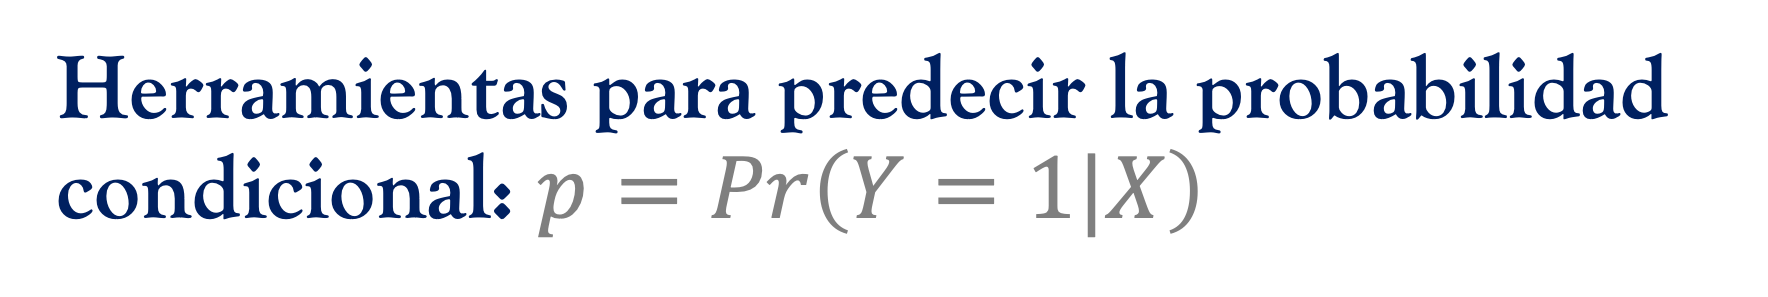 Herramientas para predecir la probabilidad
condicional: p = Pr(Y = 1|X)